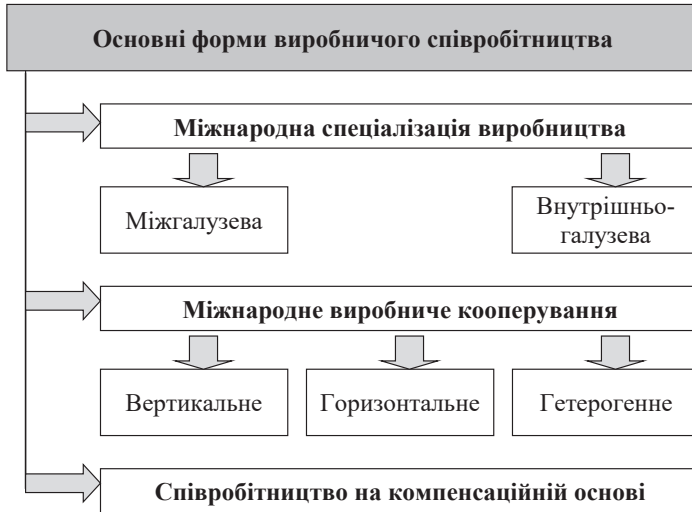 Основні форми виробничого співробітництва
Міжнародна спеціалізація виробництва
Міжгалузева
Внутрішньо-
галузева
Міжнародне виробниче кооперування
Вертикальне
Горизонтальне
Гетерогенне
Співробітництво на компенсаційній основі